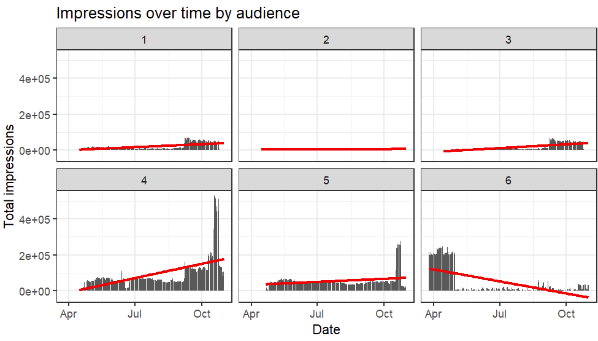 Impressions over time by audience
1 2 3
4e+05
2e+05
0e+00
4 5 6
4e+05
2e+05
0e+00
Apr Jul Oct Apr Jul Oct Apr Jul Oct
Total impressions
Date